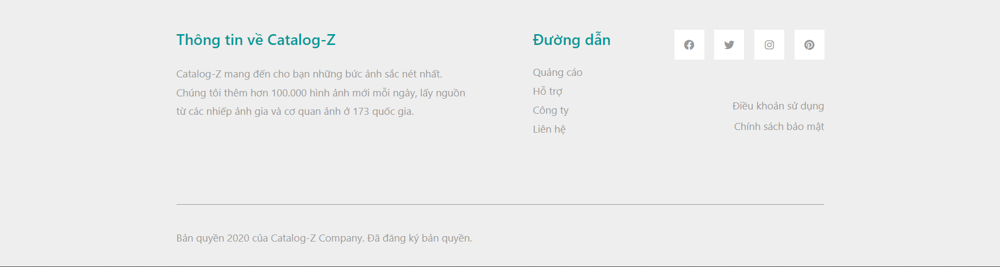 Thông tin về Catalog-Z
Catalog-Z mang đến cho bạn những bức ảnh sắc nét nhất.
Chúng tôi thêm hơn 100.000 hình ảnh mới mỗi ngày, lấy nguồn
từ các nhiếp ảnh gia và cơ quan ảnh ở 173 quốc gia.
Đường dẫn
Quảng cáo
Hỗ trợ
Công ty
Liên hệ
Điều khoản sử dụng
Chính sách bảo mật
Bản quyền 2020 của Catalog-Z Company. Đã đăng ký bản quyền.